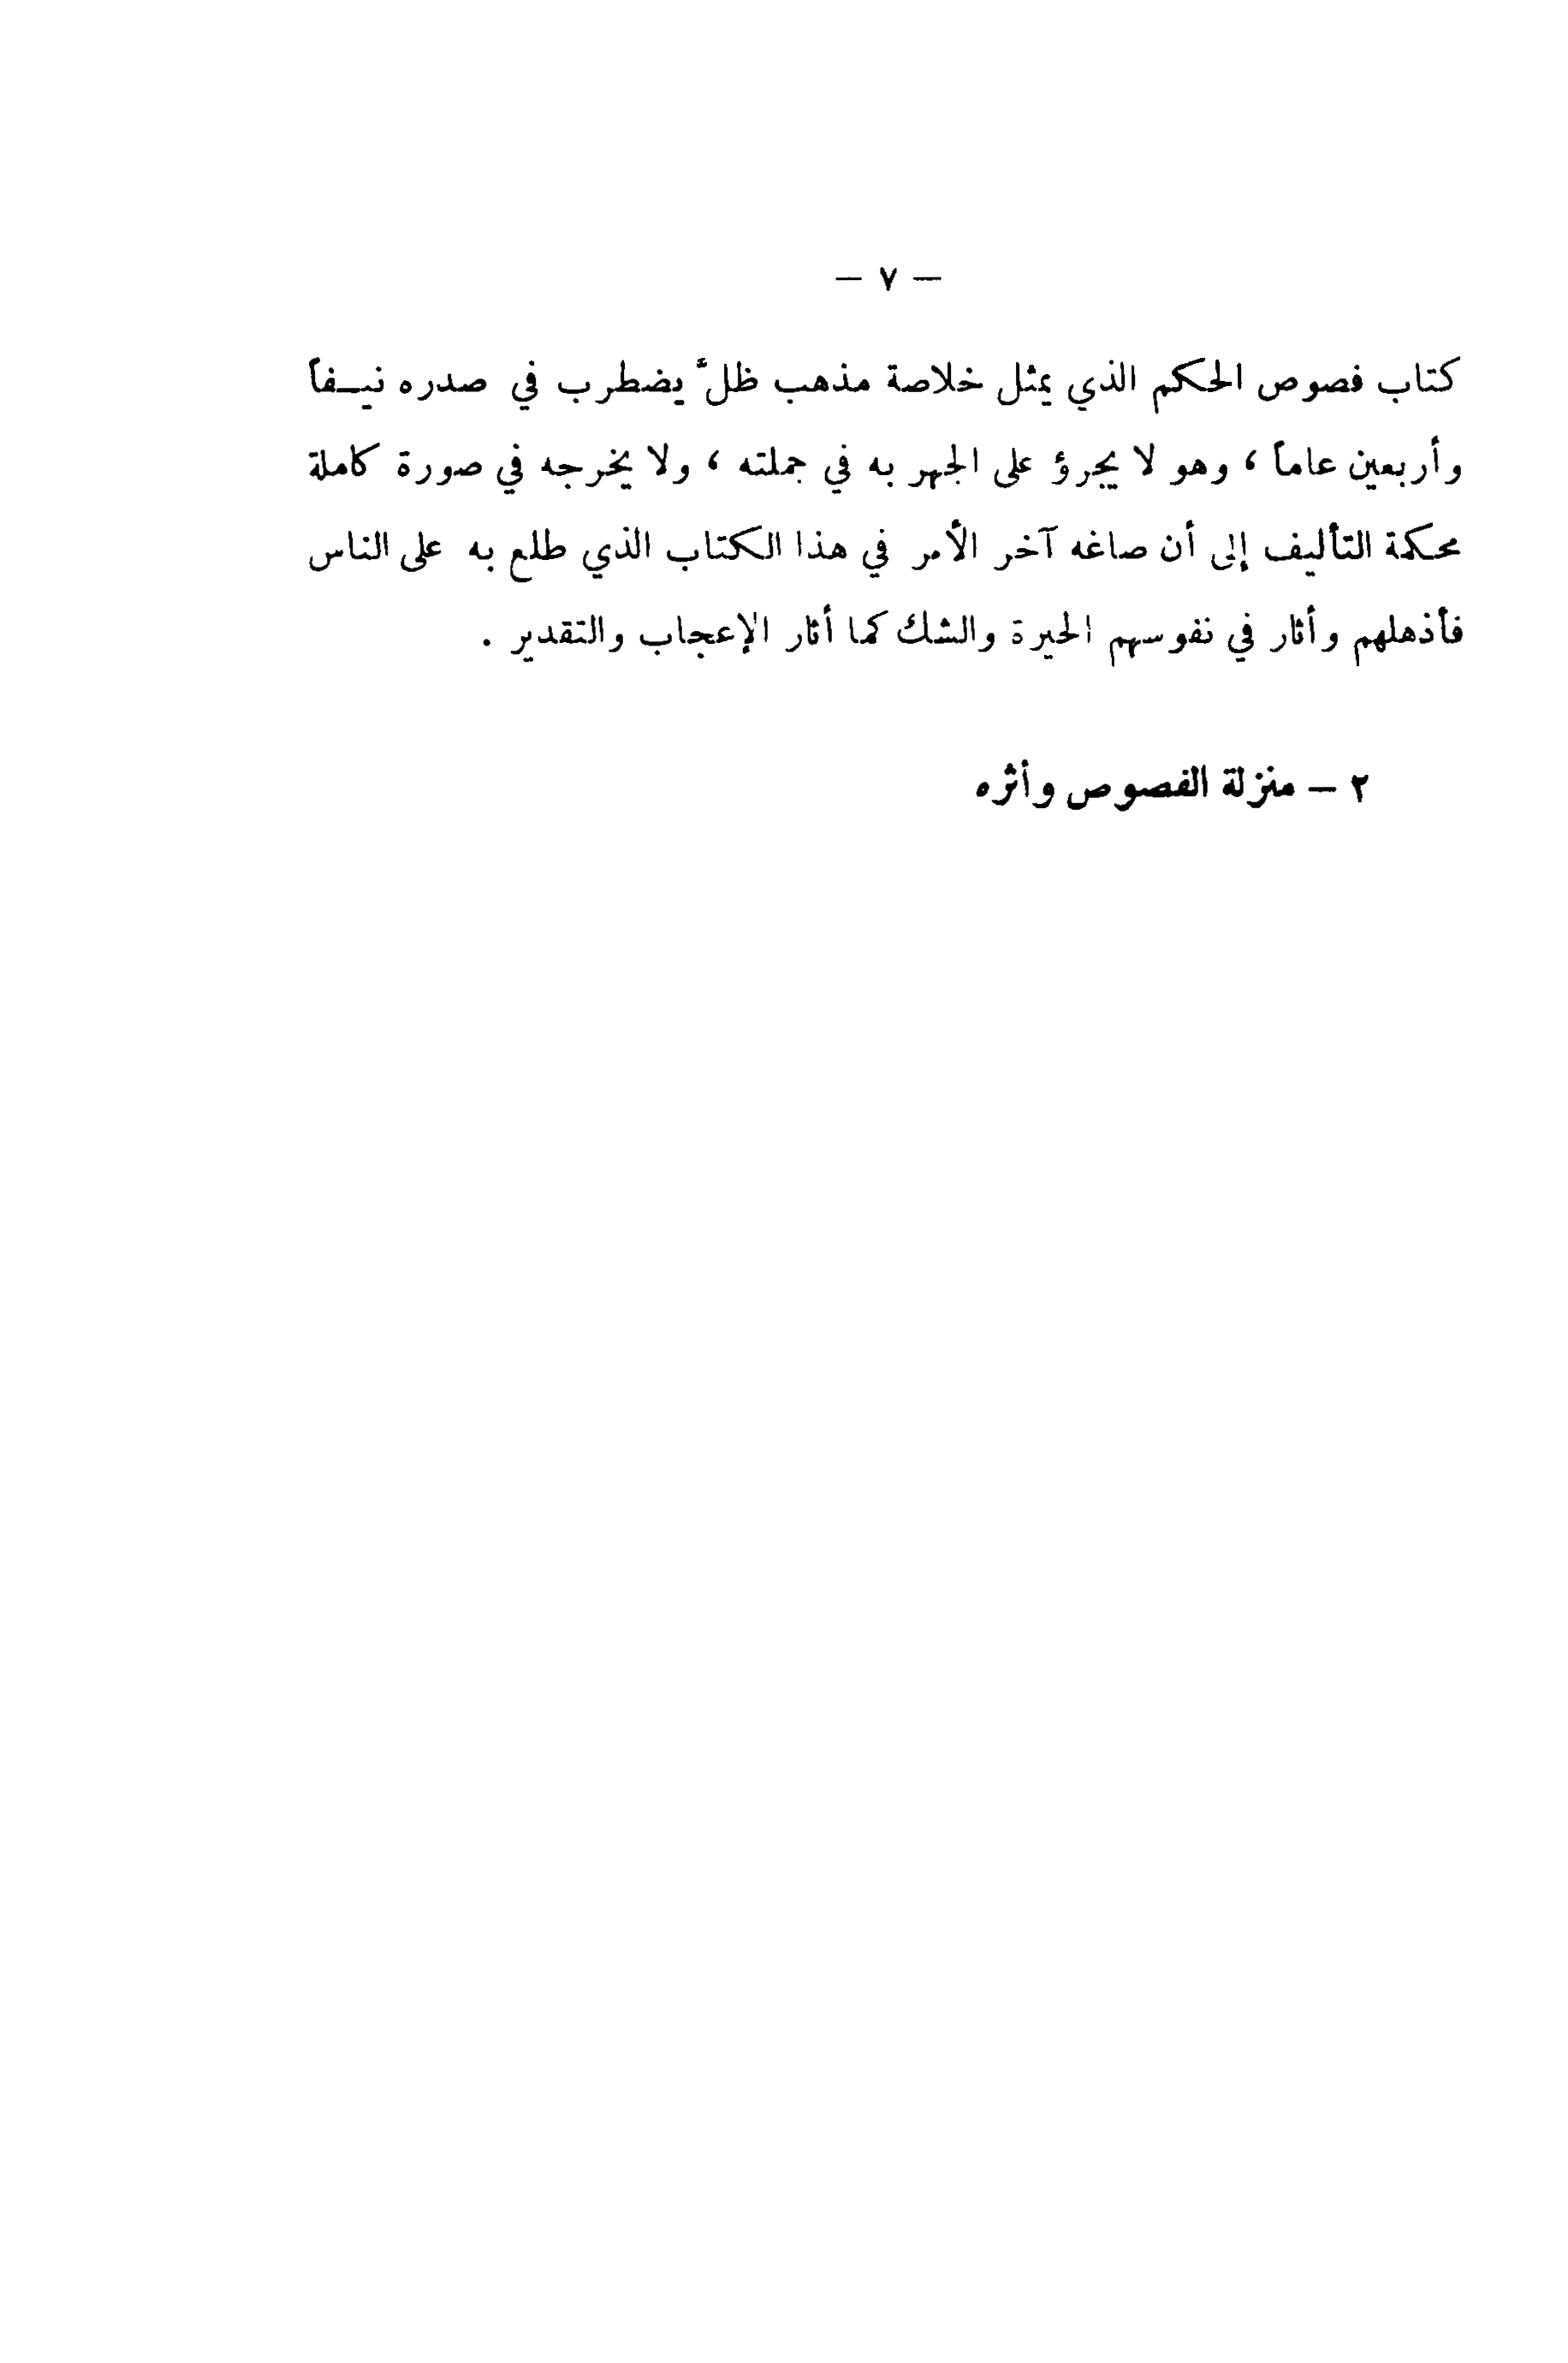 — ٧ —
كتاب فصوص الحكم الذي يمثل خلاصة مذهب ظلَّ يضطرب في صدره نيـفاً
وأربعين عاماً ، وهو لا يجرؤ على الجهر به في جملته ، ولا يخرجه في صورة كاملة
محكمة التأليف إلى أن صاغه آخر الأمر في هذا الكتاب الذي طلع به على الناس
فأذهلهم وأثار في نفوسهم الحيرة والشك كما أثار الإعجاب والتقدير .
٢ – منزلة الفصوص وأثره